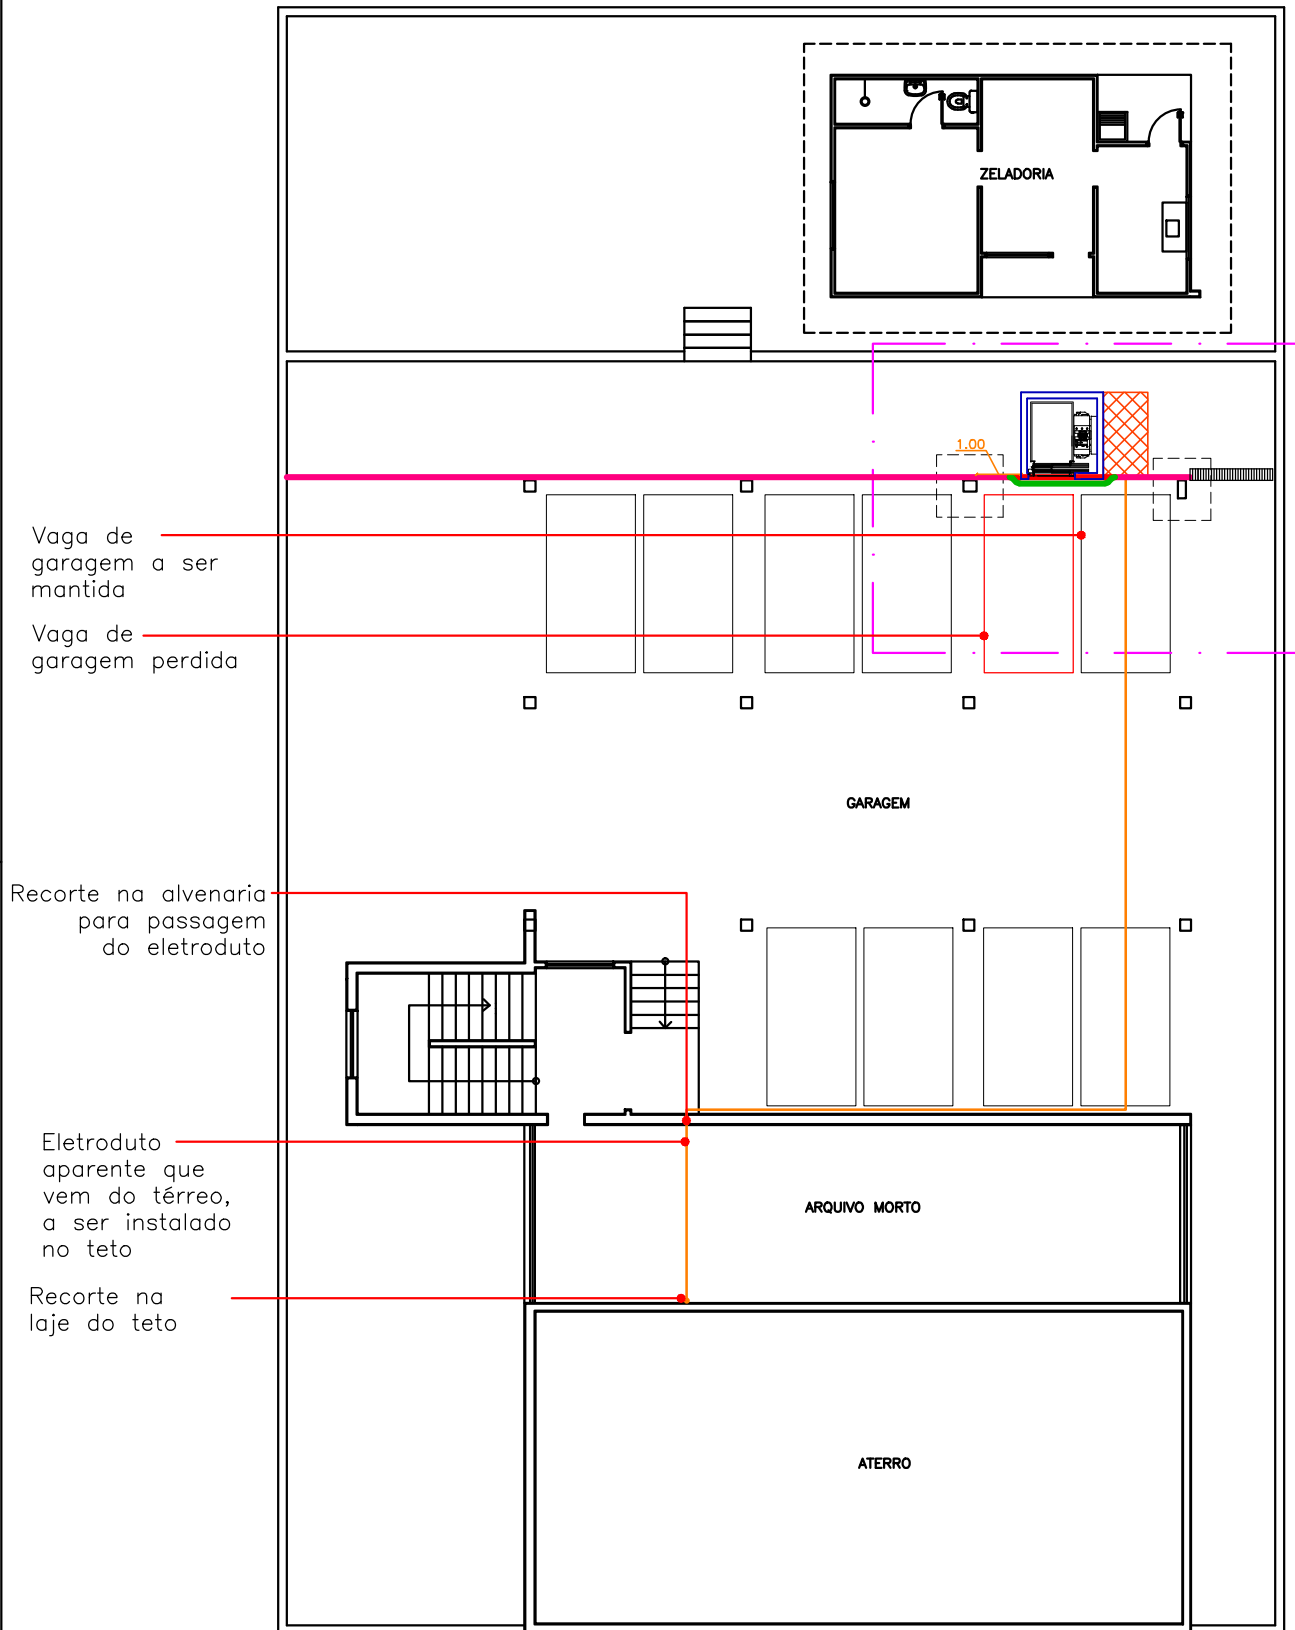 ZELADORIA
1.00
Vaga de
garagem a ser
mantida
Vaga de
garagem perdida
GARAGEM
Recorte na alvenaria
para passagem
do eletroduto
Eletroduto
aparente que
vem do térreo,
a ser instalado
no teto
ARQUIVO MORTO
Recorte na
laje do teto
ATERRO